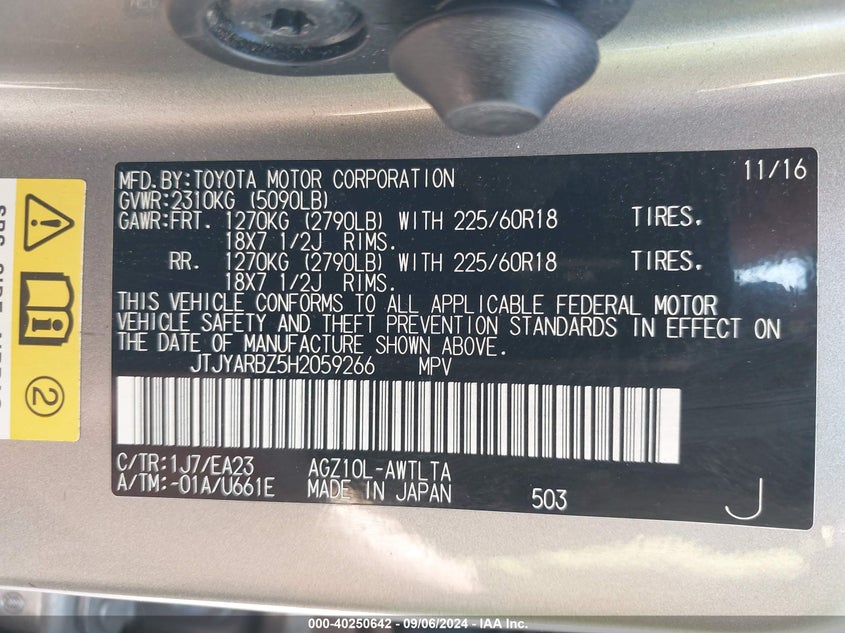 MFD.BY:TOYOTA MOTOR CORPORATION 11/16
GVWR:2310KG (5090LB)
GAWR:FRT. 1270KG (2790LB) WITH 225/60R18 TIRES.
18X7 1/2J RIMS.
RR. 1270KG (2790LB) WITH 225/60R18 TIRES.
18X7 1/2J RIMS.
THIS VEHICLE CONFORMS TO ALL APPLICABLE FEDERAL MOTOR
VEHICLE SAFETY AND THEFT PREVENTION STANDARDS IN EFFECT ON
THE DATE OF MANUFACTURE SHOWN ABOVE.
JTJYARBZ5H2059266 MPV
C/TR:1J7/EA23 AGZ10L-AWTLTA
A/TM:-01A/U661E MADE IN JAPAN 503 J
2
000 - 40250642 - 09/06/2024 - IAA Inc.